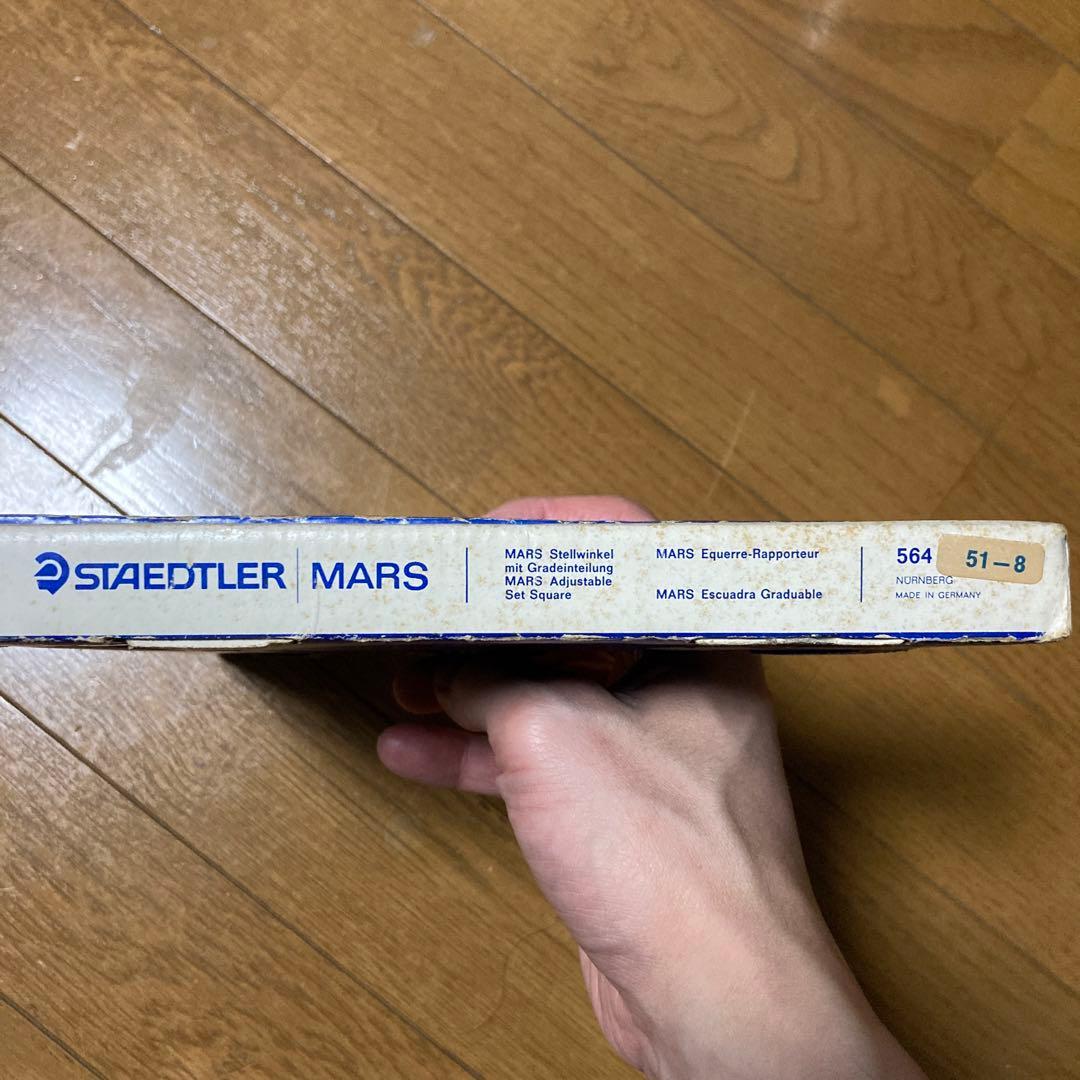 STAEDTLER MARS
MARS Stellwinkel
mit Gradeinteilung
MARS Adjustable
Set Square
MARS Equerre-Rapporteur
MARS Escuadra Graduable
564 51-8
NÜRNBERG
MADE IN GERMANY